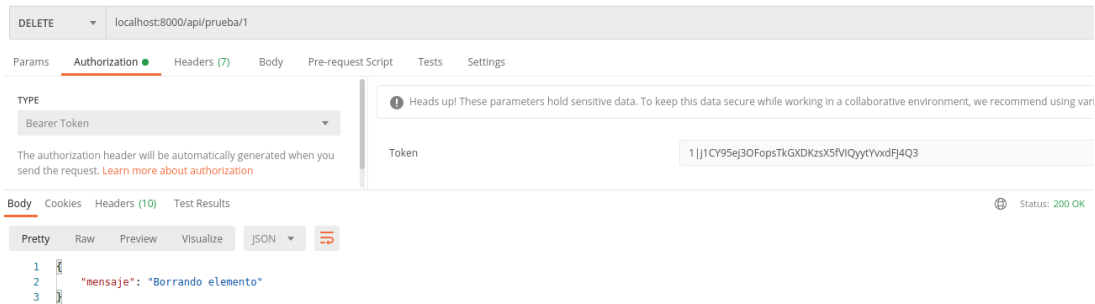 DELETE localhost:8000/api/prueba/1
Params Authorization Headers (7) Body Pre-request Script Tests Settings
TYPE
Bearer Token
The authorization header will be automatically generated when you
send the request. Learn more about authorization
Heads up! These parameters hold sensitive data. To keep this data secure while working in a collaborative environment, we recommend using vari
Token 1|j1CY95ej3OFopsTkGXDKzsX5fVIQyytYvxdFJ4Q3
Body Cookies Headers (10) Test Results Status: 200 OK
Pretty Raw Preview Visualize JSON
1 {
2 "mensaje": "Borrando elemento"
3 }